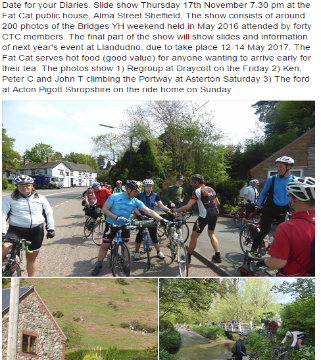 Date for your Diaries. Slide show Thursday 17th November 7.30 pm at the
Fat Cat public house, Alma Street Sheffield. The show consists of around
200 photos of the Bridges YH weekend held in May 2016 attended by forty
CTC members. The final part of the show will show slides and information
of next year's event at Llandudno, due to take place 12-14 May 2017. The
Fat Cat serves hot food (good value) for anyone wanting to arrive early for
their tea. The photos show 1) Regroup at Draycott on the Friday 2) Ken,
Peter C and John T climbing the Portway at Asterton Saturday 3) The ford
at Acton Pigott Shropshire on the ride home on Sunday